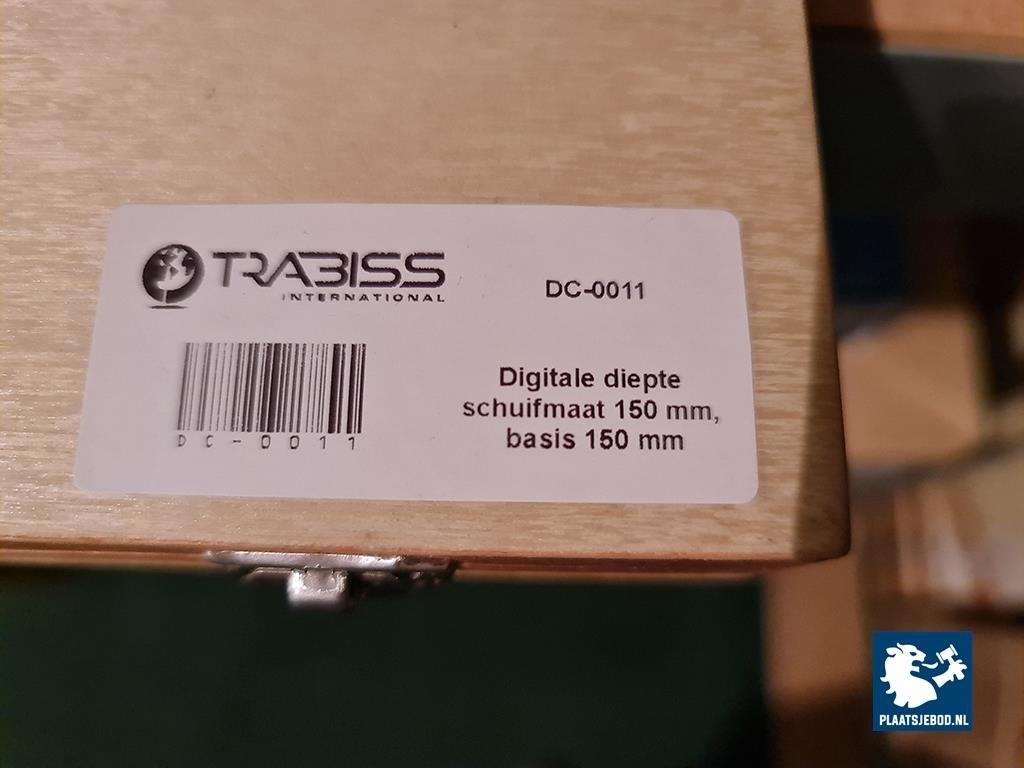 TRABISS
INTERNATIONAL
DC-0011
DC-0011
Digitale diepte
schuifmaat 150 mm,
basis 150 mm
PLAATSJEBOD.NL